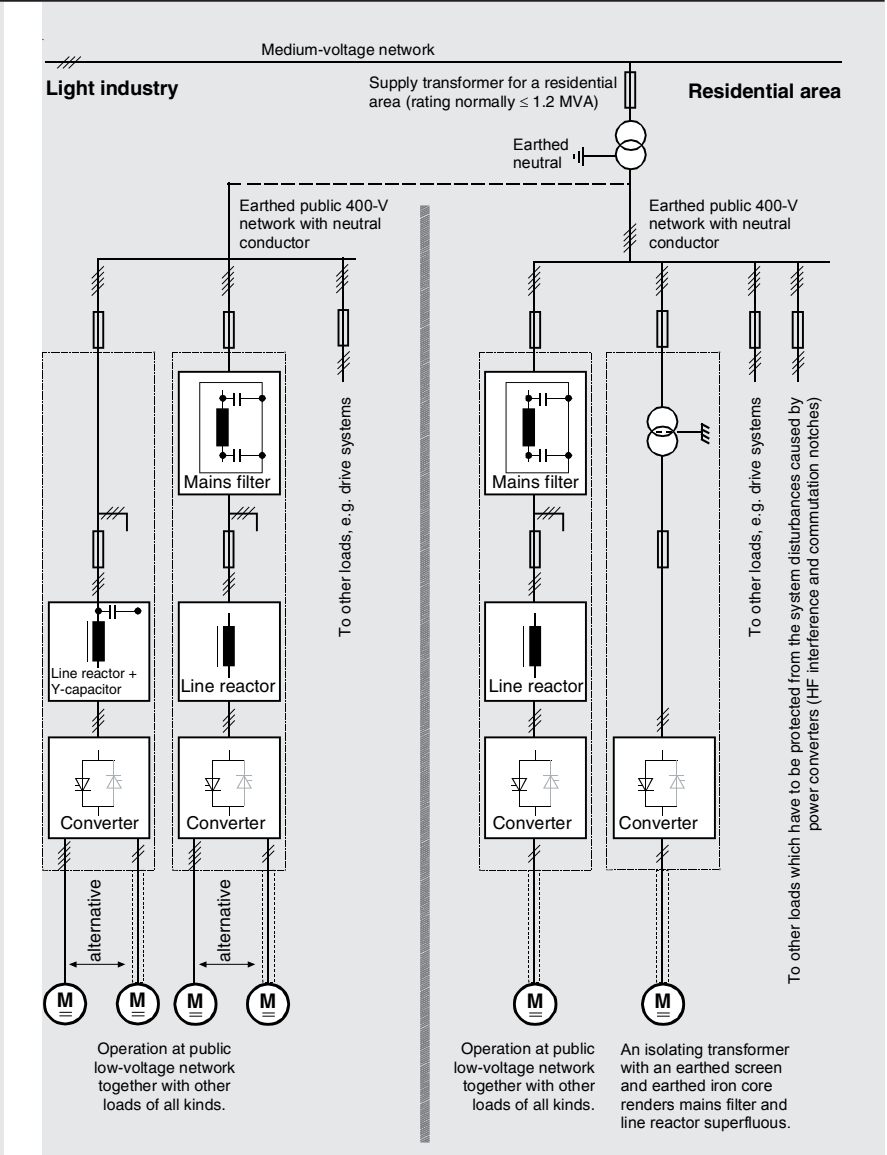 Medium-voltage network
Light industry
Supply transformer for a residential
area (rating normally ≤ 1.2 MVA)
Residential area
Earthed
neutral
Earthed public 400-V
network with neutral
conductor
Earthed public 400-V
network with neutral
conductor
Mains filter
Mains filter
To other loads, e.g. drive systems
To other loads, e.g. drive systems
To other loads which have to be protected from the system disturbances caused by
power converters (HF interference and commutation notches)
Line reactor +
Y-capacitor
Line reactor
Line reactor
Converter
Converter
Converter
Converter
alternative
alternative
M
M
M
M
M
M
Operation at public
low-voltage network
together with other
loads of all kinds.
Operation at public
low-voltage network
together with other
loads of all kinds.
An isolating transformer
with an earthed screen
and earthed iron core
renders mains filter and
line reactor superfluous.